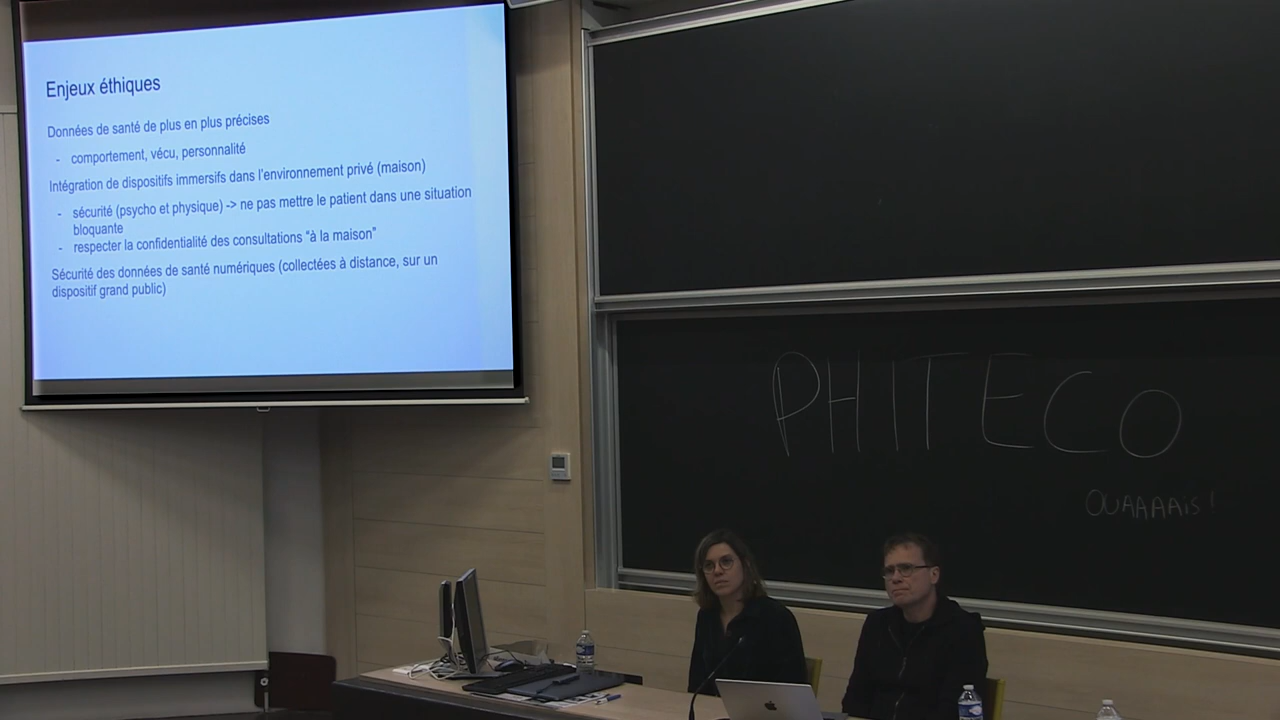 Enjeux éthiques
Données de santé de plus en plus précises
- comportement, vécu, personnalité
Intégration de dispositifs immersifs dans l'environnement privé (maison)
- sécurité (psycho et physique) -> ne pas mettre le patient dans une situation
bloquante
- respecter la confidentialité des consultations "à la maison"
Sécurité des données de santé numériques (collectées à distance, sur un
dispositif grand public)
PHITECO
OUAAAAis !